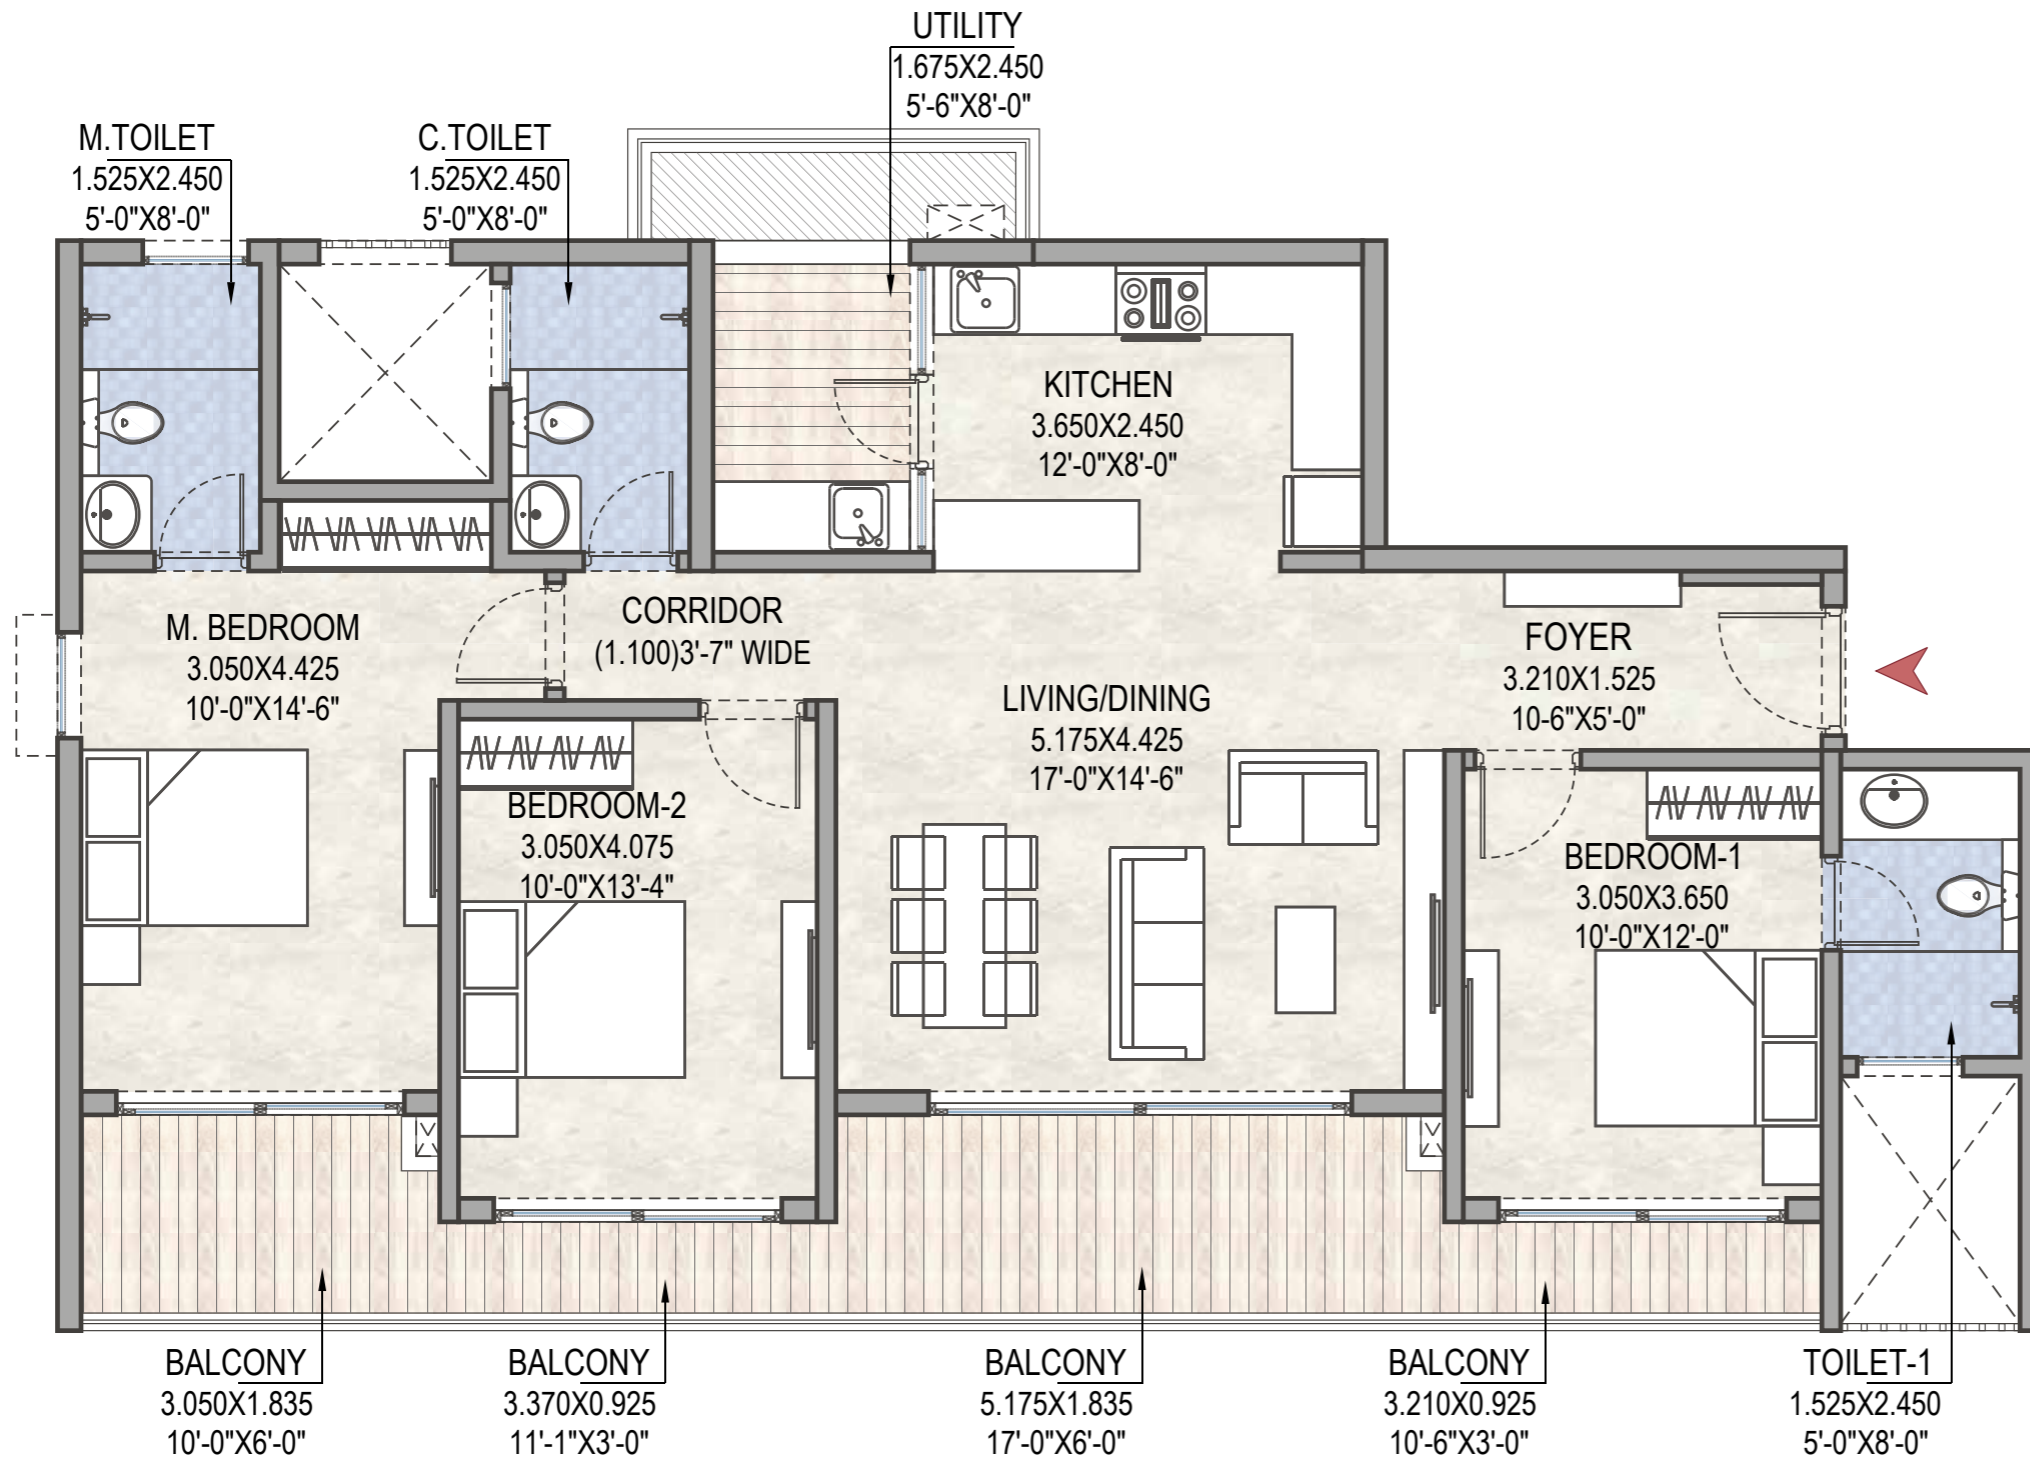 UTILITY
1.675X2.450
5'-6"X8'-0"
M.TOILET
1.525X2.450
5'-0"X8'-0"
C.TOILET
1.525X2.450
5'-0"X8'-0"
KITCHEN
3.650X2.450
12'-0"X8'-0"
M. BEDROOM
3.050X4.425
10'-0"X14'-6"
CORRIDOR
(1.100)3'-7" WIDE
FOYER
3.210X1.525
10-6"X5'-0"
LIVING/DINING
5.175X4.425
17'-0"X14'-6"
BEDROOM-2
3.050X4.075
10'-0"X13'-4"
BEDROOM-1
3.050X3.650
10'-0"X12'-0"
BALCONY
3.050X1.835
10'-0"X6'-0"
BALCONY
3.370X0.925
11'-1"X3'-0"
BALCONY
5.175X1.835
17'-0"X6'-0"
BALCONY
3.210X0.925
10'-6"X3'-0"
TOILET-1
1.525X2.450
5'-0"X8'-0"